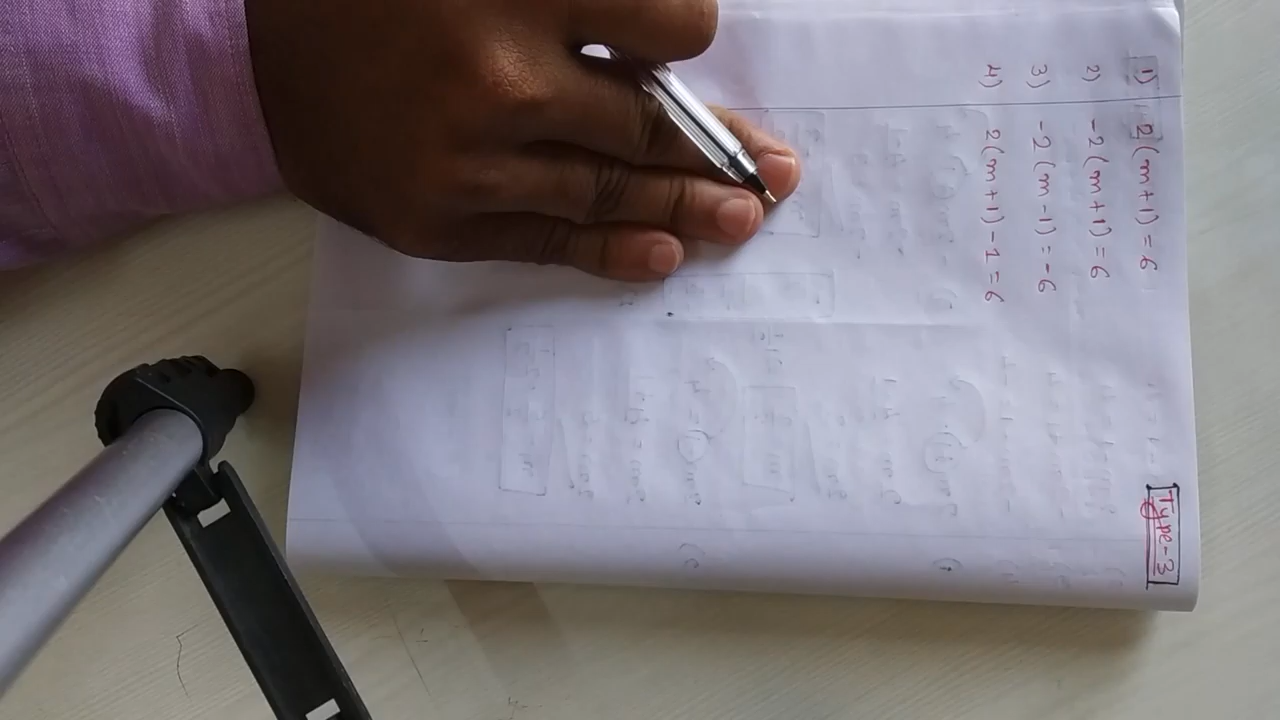 Type-3
1) 2(m+1)=6
2) -2(m+1)=6
3) -2(m-1)=-6
4) 2(m+1)-1=6